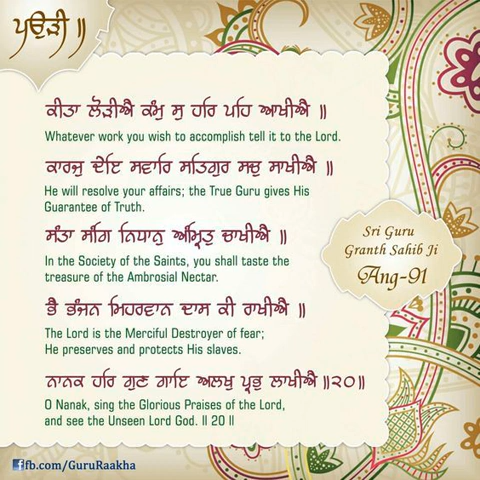 ਪਉੜੀ ॥
ਕੀਤਾ ਲੋੜੀਐ ਕੰਮੁ ਸੁ ਹਰਿ ਪਹਿ ਆਖੀਐ ॥
Whatever work you wish to accomplish tell it to the Lord.
ਕਾਰਜੁ ਦੇਇ ਸਵਾਰਿ ਸਤਿਗੁਰ ਸਚੁ ਸਾਖੀਐ ॥
He will resolve your affairs; the True Guru gives His
Guarantee of Truth.
ਸੰਤਾ ਸੰਗਿ ਨਿਧਾਨੁ ਅੰਮ੍ਰਿਤੁ ਚਾਖੀਐ ॥
In the Society of the Saints, you shall taste the
treasure of the Ambrosial Nectar.
ਭੈ ਭੰਜਨ ਮਿਹਰਵਾਨ ਦਾਸ ਕੀ ਰਾਖੀਐ ॥
The Lord is the Merciful Destroyer of fear;
He preserves and protects His slaves.
ਨਾਨਕ ਹਰਿ ਗੁਣ ਗਾਇ ਅਲਖੁ ਪ੍ਰਭੁ ਲਾਖੀਐ ॥੨੦॥
O Nanak, sing the Glorious Praises of the Lord,
and see the Unseen Lord God. ॥ 20 ॥
Sri Guru
Granth Sahib Ji
Ang-91
fb.com/GuruRaakha